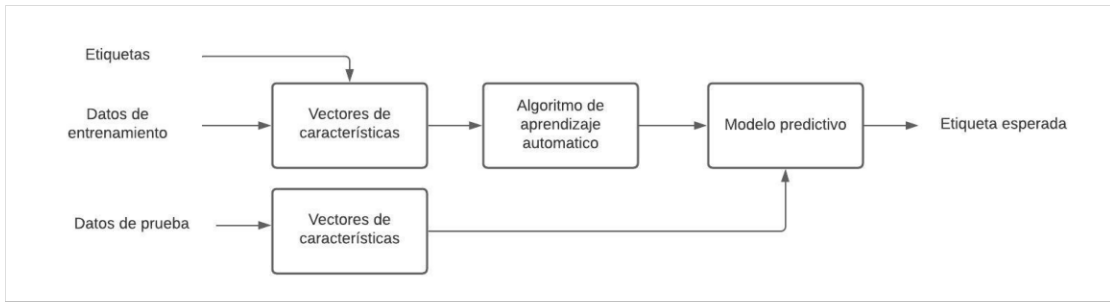 Etiquetas
Datos de
entrenamiento
Vectores de
características
Algoritmo de
aprendizaje
automatico
Modelo predictivo
Etiqueta esperada
Datos de prueba
Vectores de
características